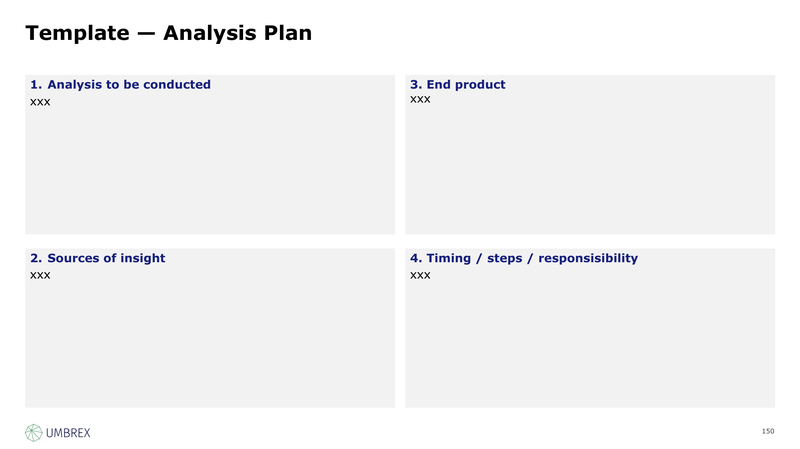 Template — Analysis Plan
1. Analysis to be conducted
xxx
3. End product
xxx
2. Sources of insight
xxx
4. Timing / steps / responsisibility
xxx
UMBREX
150